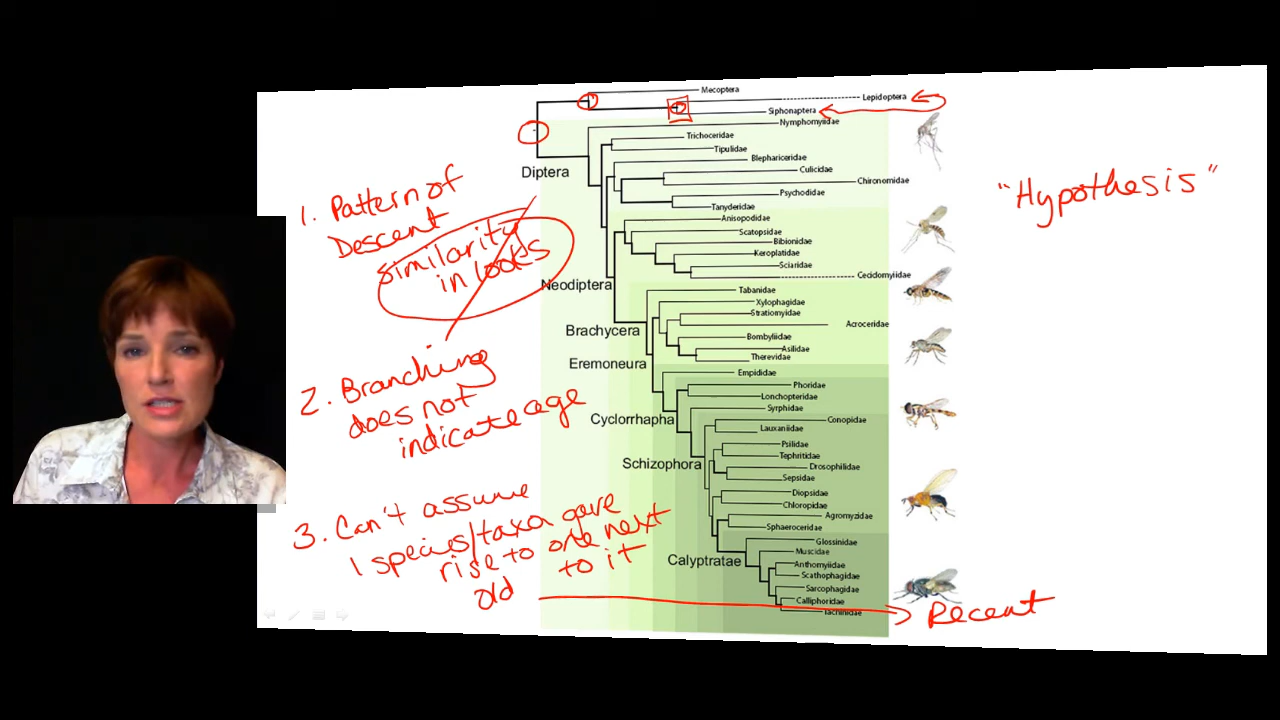 Mecoptera
Lepidoptera
Siphonaptera
Nymphomyiidae
Trichoceridae
Tipulidae
Blephariceridae
Culicidae
Chironomidae
Psychodidae
Tanyderidae
Anisopodidae
Scatopsidae
Bibionidae
Keroplatidae
Sciaridae
Cecidomyiidae
Tabanidae
Xylophagidae
Stratiomyidae
Acroceridae
Bombyliidae
Asilidae
Therevidae
Empididae
Phoridae
Lonchopteridae
Syrphidae
Conopidae
Lauxaniidae
Psilidae
Tephritidae
Drosophilidae
Sepsidae
Diopsidae
Chloropidae
Agromyzidae
Sphaeroceridae
Glossinidae
Muscidae
Anthomyiidae
Scathophagidae
Sarcophagidae
Calliphoridae
Tachinidae
Diptera
Neodiptera
Brachycera
Eremoneura
Cyclorrhapha
Schizophora
Calyptratae
1. Pattern of
Descent
similarity
in looks
2. Branching
does not
indicate age
3. Can't assume
1 species/taxa gave
rise to one next
to it
old
Recent
"Hypothesis"